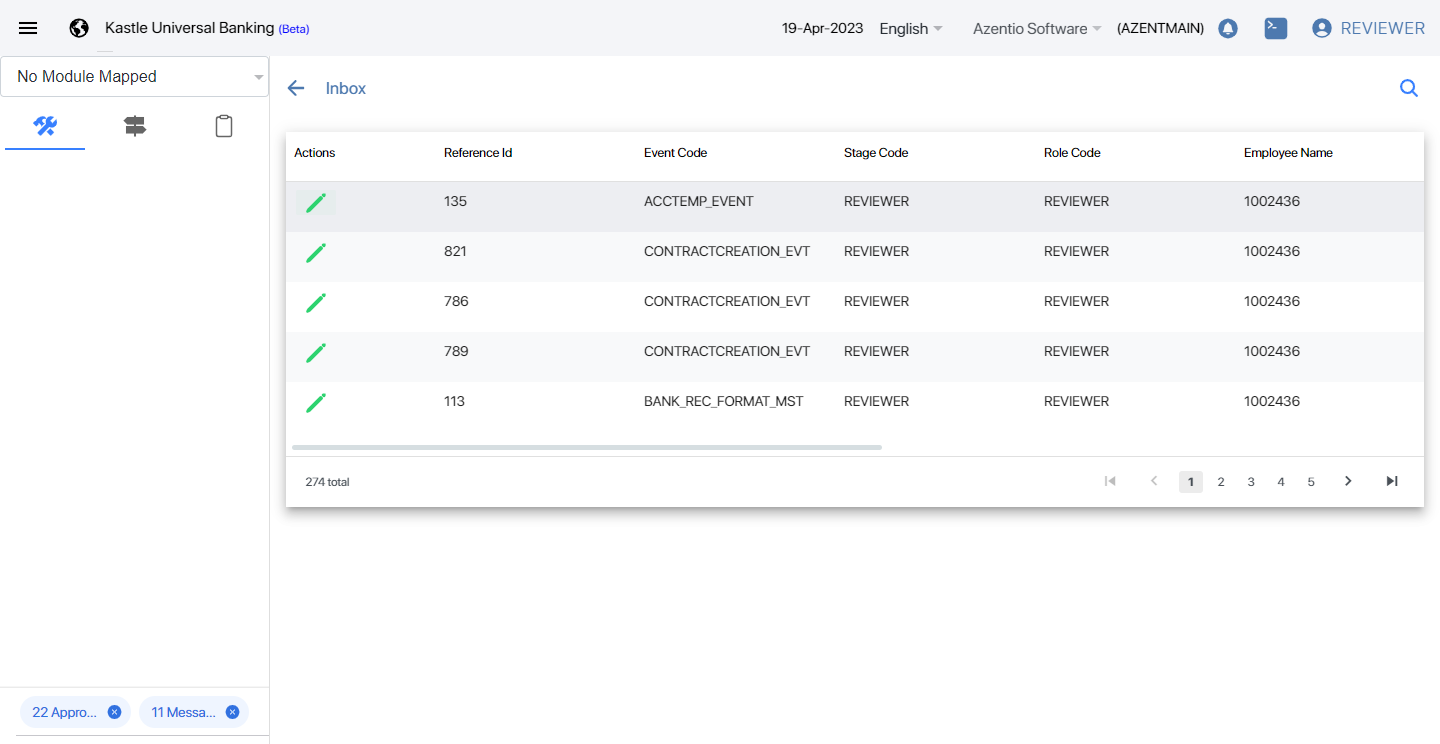 Kastle Universal Banking (Beta) 19-Apr-2023 English Azentio Software (AZENTMAIN) REVIEWER
No Module Mapped
Inbox
Actions Reference Id Event Code Stage Code Role Code Employee Name
135 ACCTEMP_EVENT REVIEWER REVIEWER 1002436
821 CONTRACTCREATION_EVT REVIEWER REVIEWER 1002436
786 CONTRACTCREATION_EVT REVIEWER REVIEWER 1002436
789 CONTRACTCREATION_EVT REVIEWER REVIEWER 1002436
113 BANK_REC_FORMAT_MST REVIEWER REVIEWER 1002436
274 total 1 2 3 4 5
22 Appro... 11 Messa...